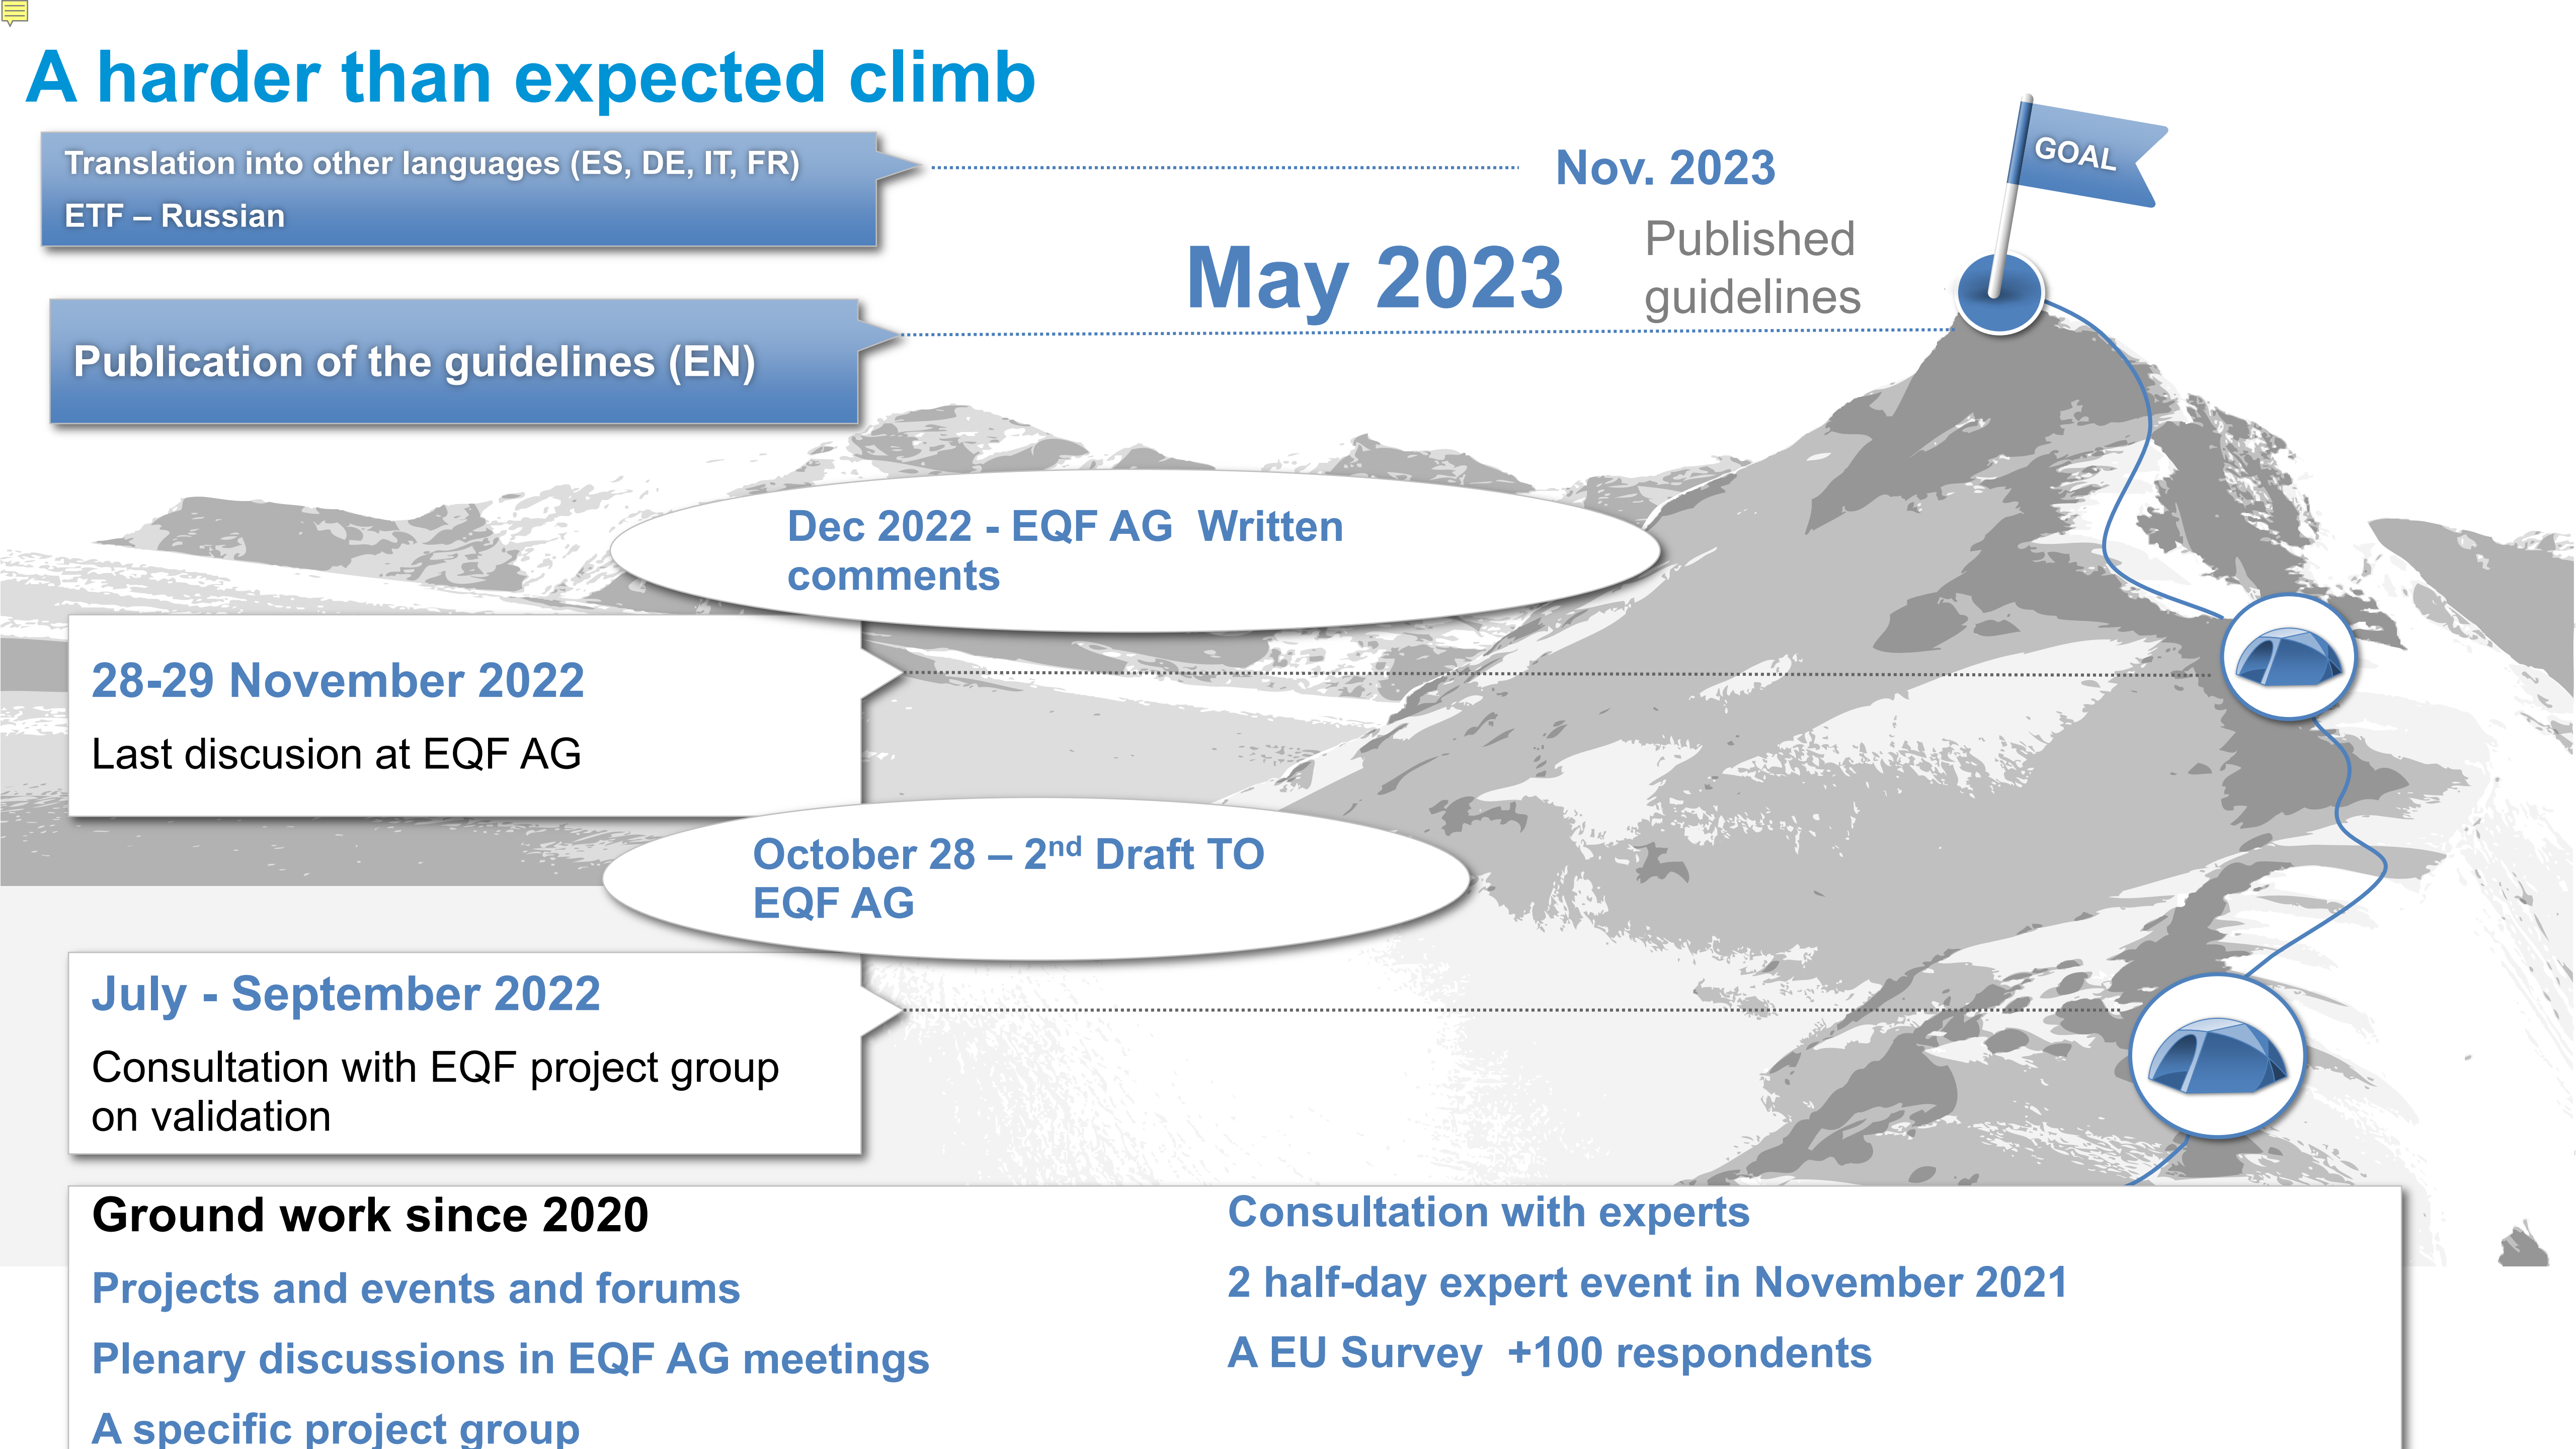 A harder than expected climb
Translation into other languages (ES, DE, IT, FR)
ETF – Russian
Nov. 2023
GOAL
May 2023
Published
guidelines
Publication of the guidelines (EN)
Dec 2022 - EQF AG  Written
comments
28-29 November 2022
Last discusion at EQF AG
October 28 – 2nd Draft TO
EQF AG
July - September 2022
Consultation with EQF project group
on validation
Ground work since 2020
Projects and events and forums
Plenary discussions in EQF AG meetings
A specific project group
Consultation with experts
2 half-day expert event in November 2021
A EU Survey  +100 respondents